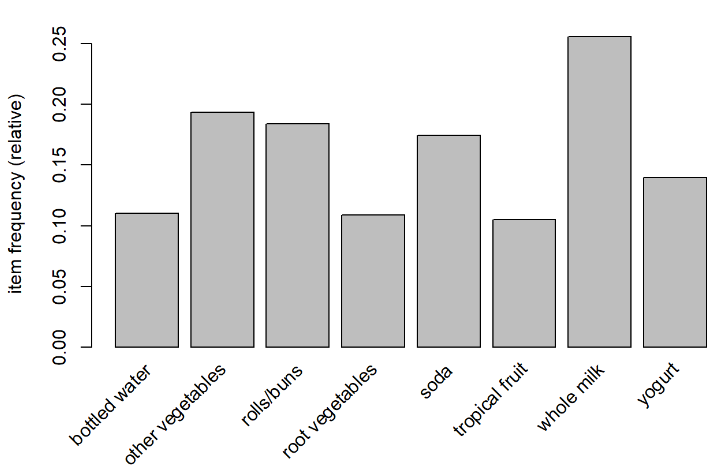 item frequency (relative)
0.25
0.20
0.15
0.10
0.05
0.00
bottled water
other vegetables
rolls/buns
root vegetables
soda
tropical fruit
whole milk
yogurt